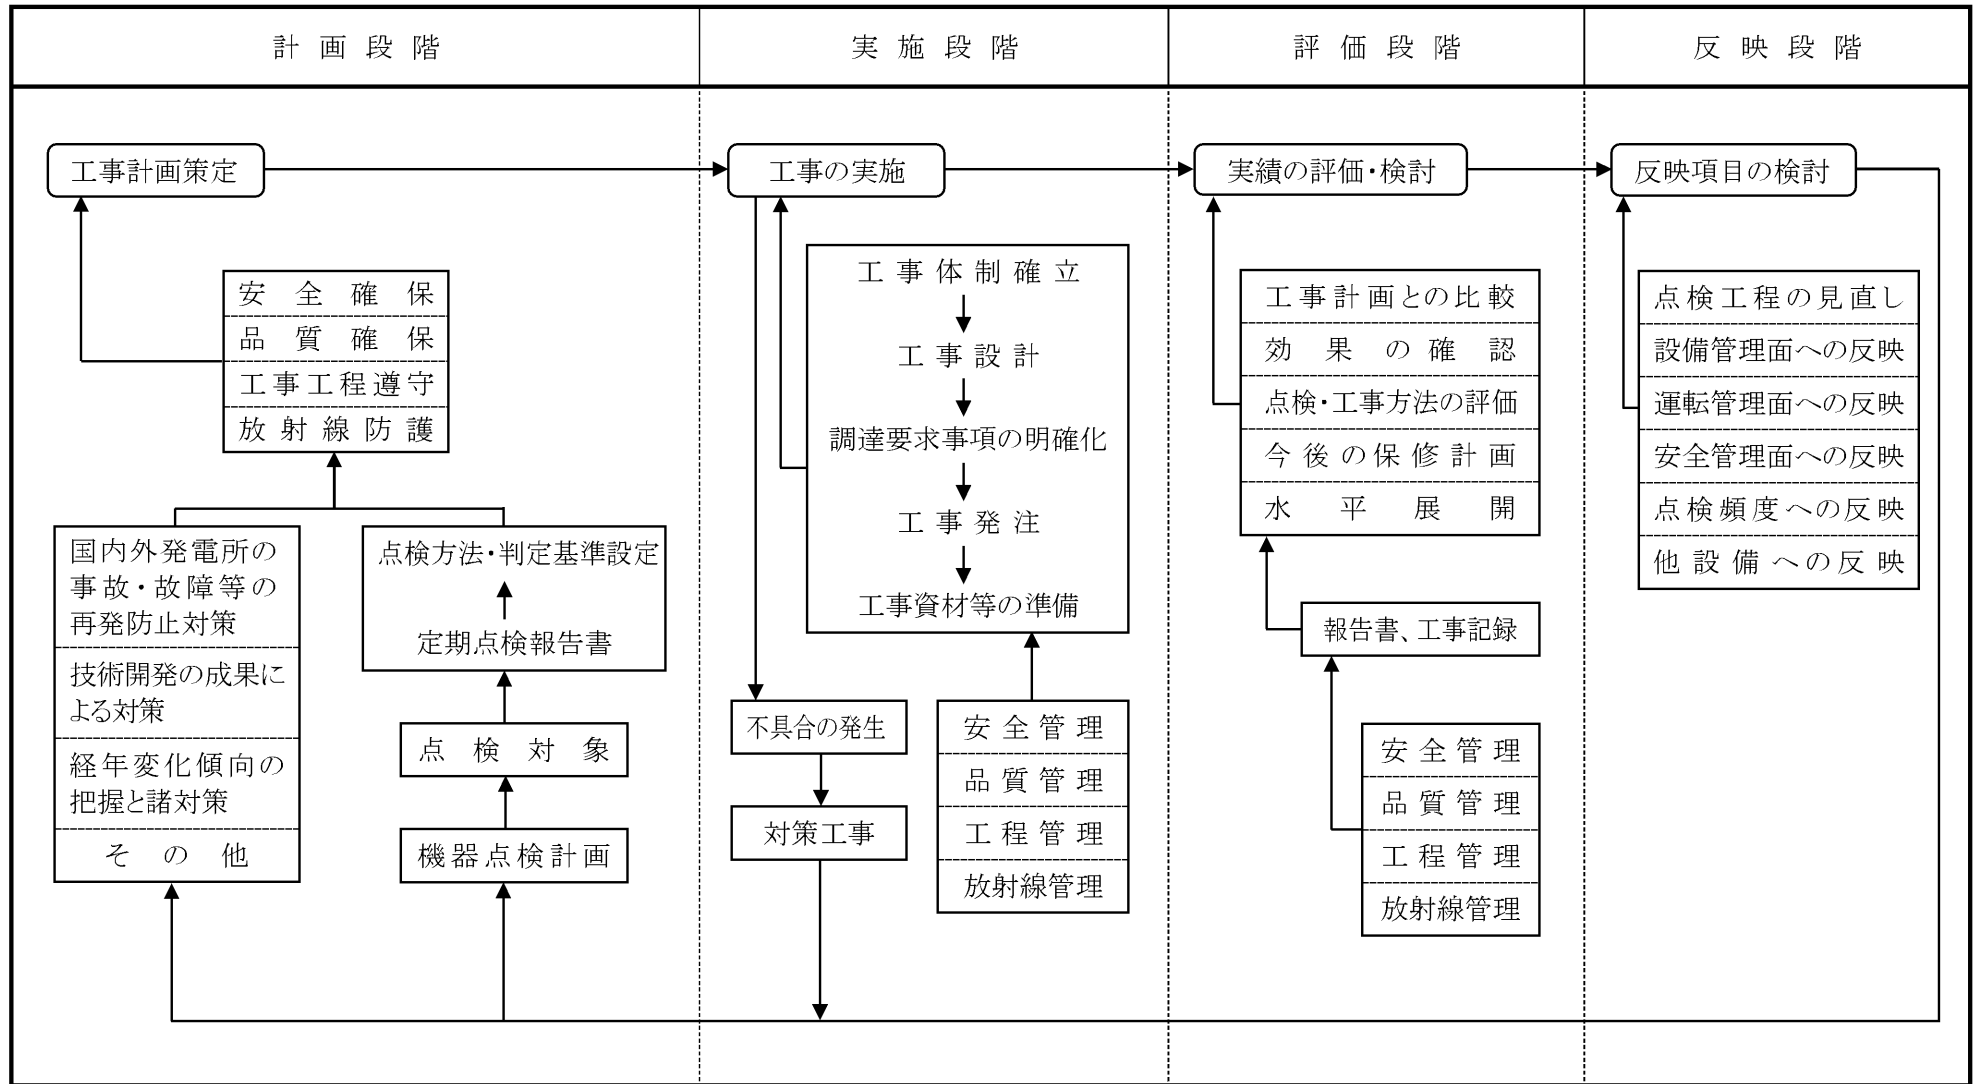 計画段階
実施段階
評価段階
反映段階
工事計画策定
工事の実施
実績の評価・検討
反映項目の検討
安全確保
品質確保
工事工程遵守
放射線防護
国内外発電所の
事故・故障等の
再発防止対策
技術開発の成果に
よる対策
経年変化傾向の
把握と諸対策
その他
点検方法・判定基準設定
定期点検報告書
点検対象
機器点検計画
工事体制確立
工事設計
調達要求事項の明確化
工事発注
工事資材等の準備
不具合の発生
対策工事
安全管理
品質管理
工程管理
放射線管理
工事計画との比較
効果の確認
点検・工事方法の評価
今後の保修計画
水平展開
報告書、工事記録
安全管理
品質管理
工程管理
放射線管理
点検工程の見直し
設備管理面への反映
運転管理面への反映
安全管理面への反映
点検頻度への反映
他設備への反映